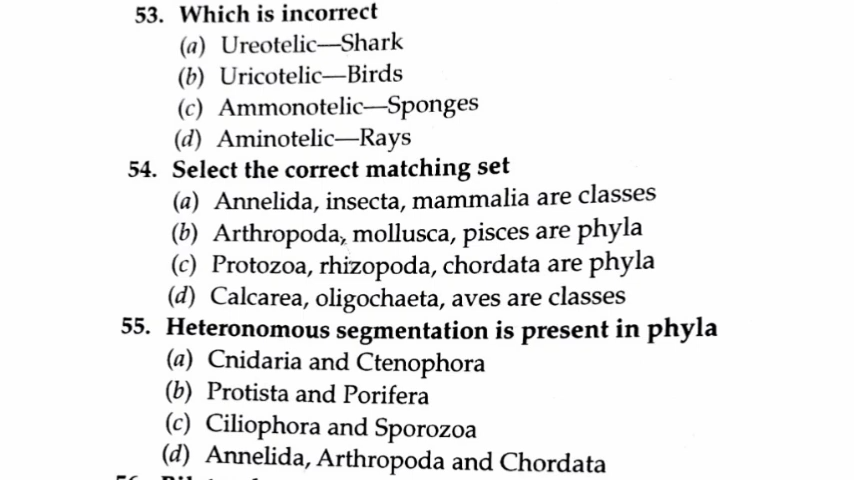 53. Which is incorrect
(a) Ureotelic—Shark
(b) Uricotelic—Birds
(c) Ammonotelic—Sponges
(d) Aminotelic—Rays
54. Select the correct matching set
(a) Annelida, insecta, mammalia are classes
(b) Arthropoda, mollusca, pisces are phyla
(c) Protozoa, rhizopoda, chordata are phyla
(d) Calcarea, oligochaeta, aves are classes
55. Heteronomous segmentation is present in phyla
(a) Cnidaria and Ctenophora
(b) Protista and Porifera
(c) Ciliophora and Sporozoa
(d) Annelida, Arthropoda and Chordata